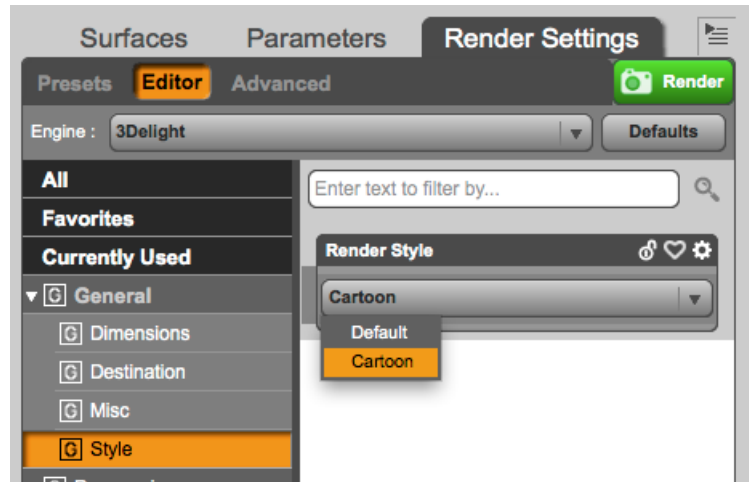 Surfaces Parameters Render Settings
Presets Editor Advanced Render
Engine : 3Delight Defaults
All
Enter text to filter by...
Favorites
Currently Used
Render Style
G General
Cartoon
G Dimensions
Default
G Destination
Cartoon
G Misc
G Style